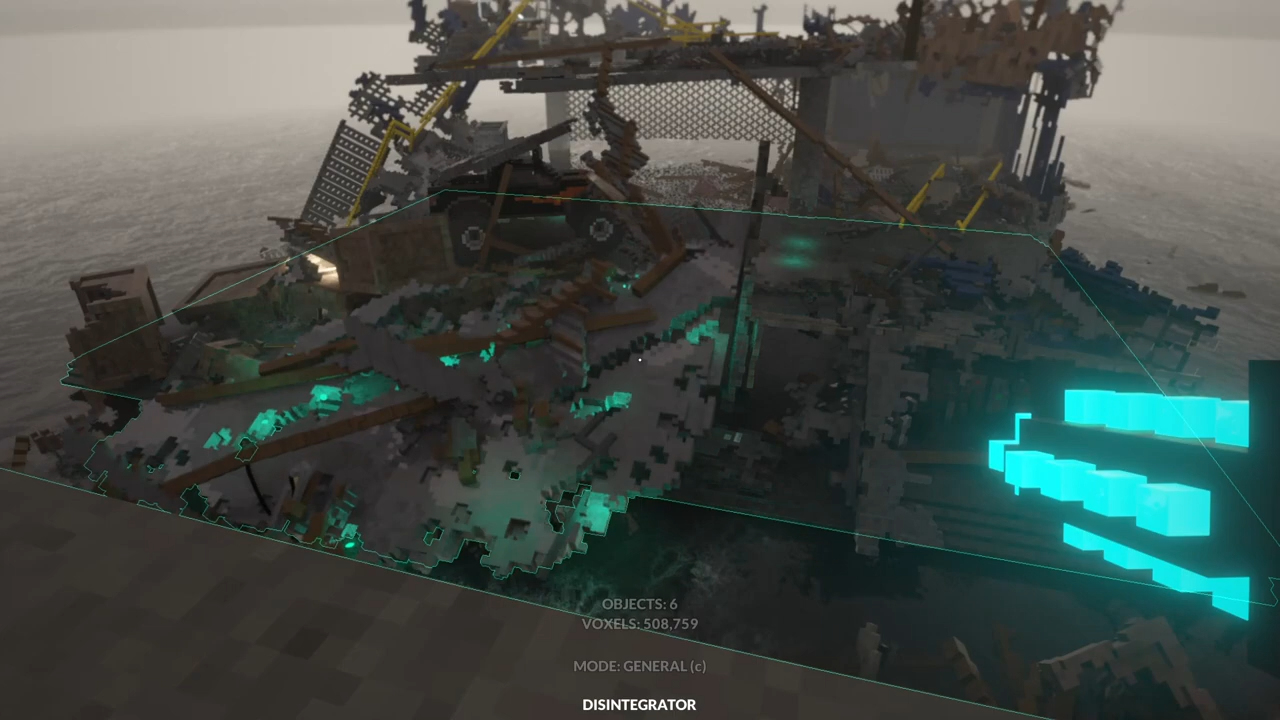 OBJECTS: 6
VOXELS: 508,759
MODE: GENERAL (c)
DISINTEGRATOR